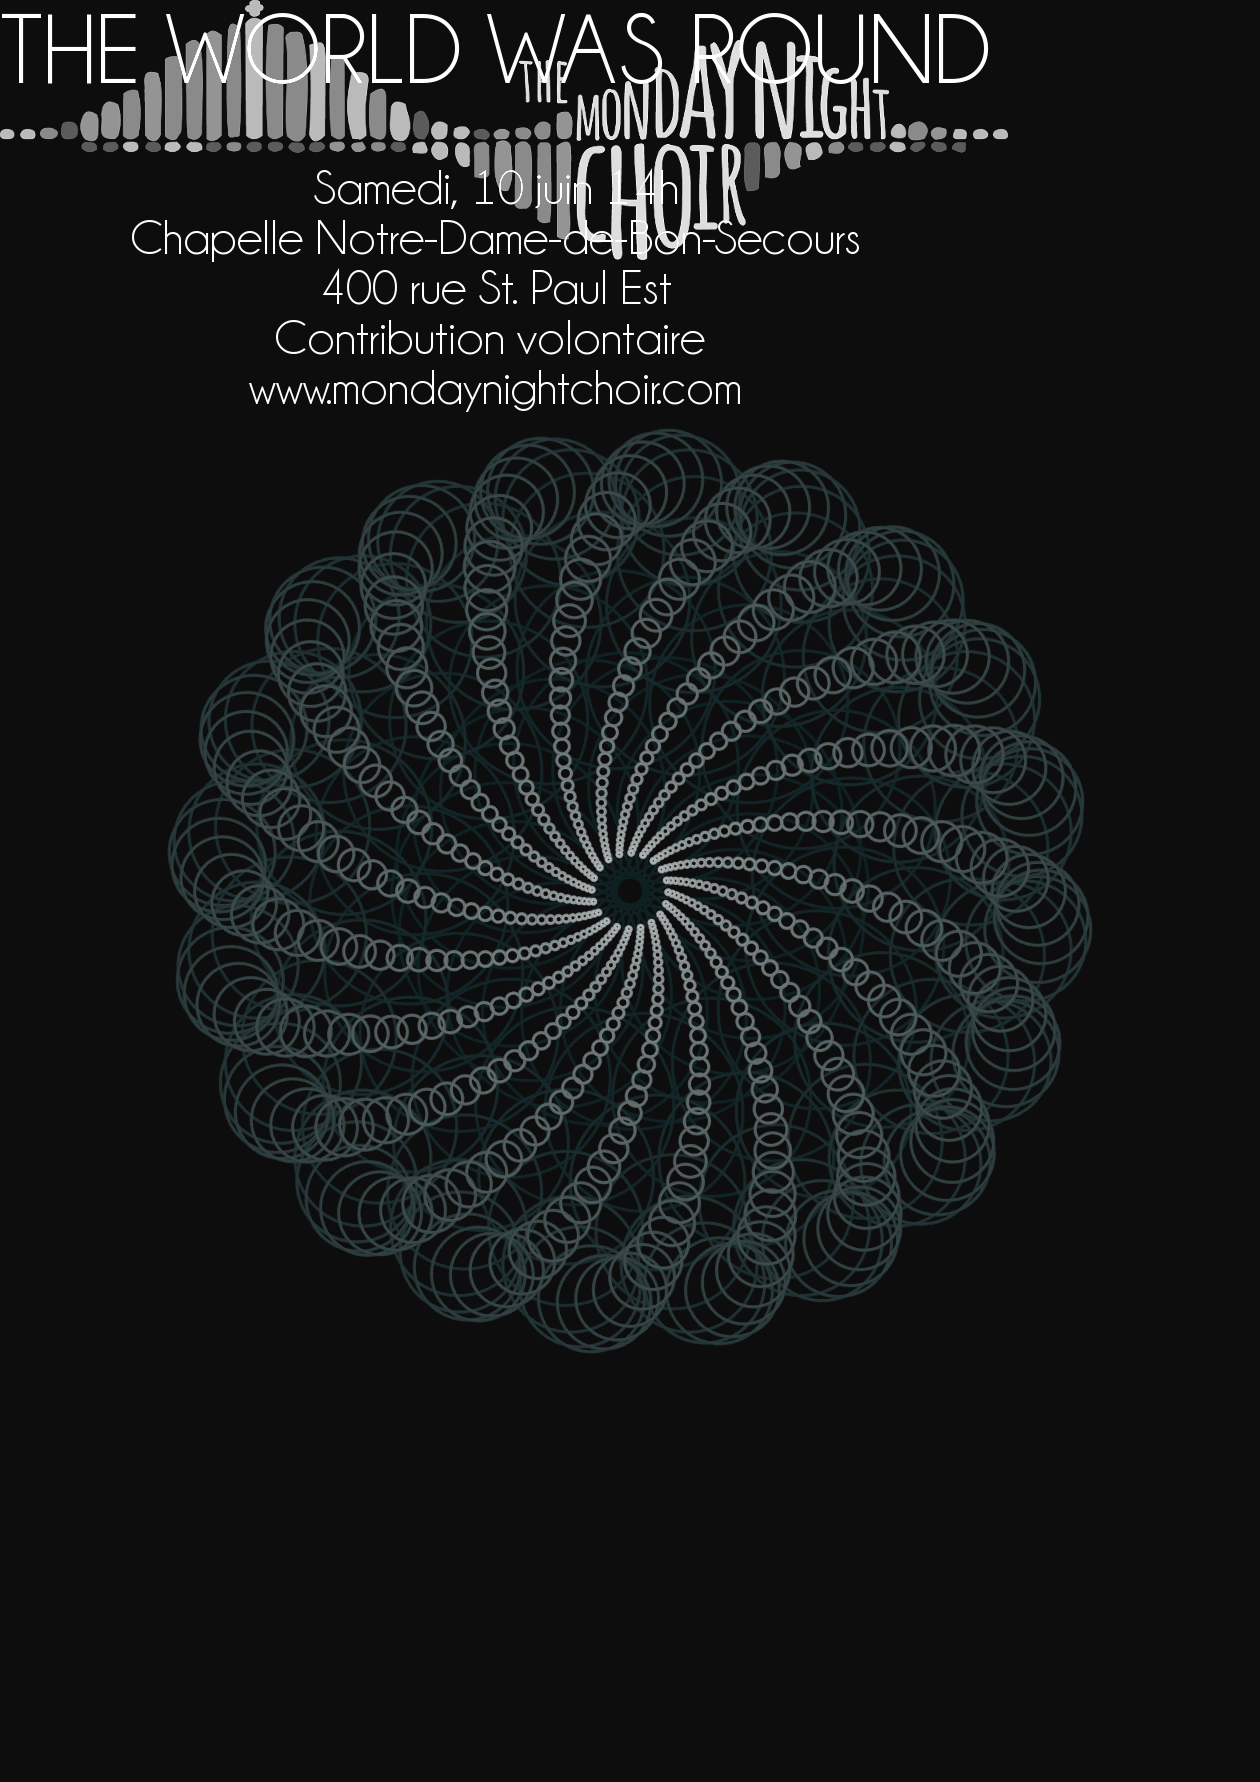 THE WORLD WAS ROUND
THE
MONDAY NIGHT
CHOIR
Samedi, 10 juin 14h
Chapelle Notre-Dame-de-Bon-Secours
400 rue St. Paul Est
Contribution volontaire
www.mondaynightchoir.com